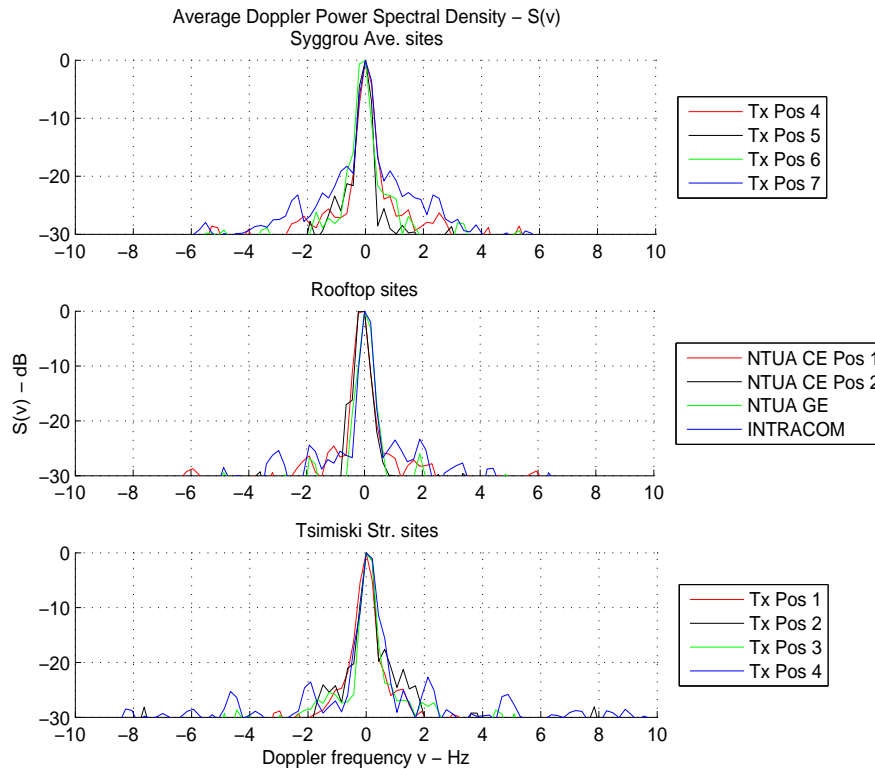 Average Doppler Power Spectral Density – S(v)
Syggrou Ave. sites
0
−10
−20
−30
−10 −8 −6 −4 −2 0 2 4 6 8 10
Tx Pos 4
Tx Pos 5
Tx Pos 6
Tx Pos 7
Rooftop sites
S(v) – dB
0
−10
−20
−30
−10 −8 −6 −4 −2 0 2 4 6 8 10
NTUA CE Pos 1
NTUA CE Pos 2
NTUA GE
INTRACOM
Tsimiski Str. sites
0
−10
−20
−30
−10 −8 −6 −4 −2 0 2 4 6 8 10
Doppler frequency v – Hz
Tx Pos 1
Tx Pos 2
Tx Pos 3
Tx Pos 4